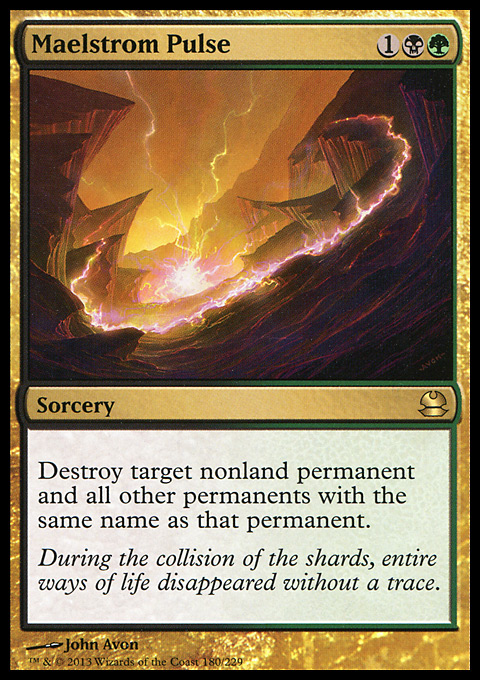 Maelstrom Pulse 1
Sorcery
Destroy target nonland permanent
and all other permanents with the
same name as that permanent.
During the collision of the shards, entire
ways of life disappeared without a trace.
John Avon
™ & © 2013 Wizards of the Coast 180/229